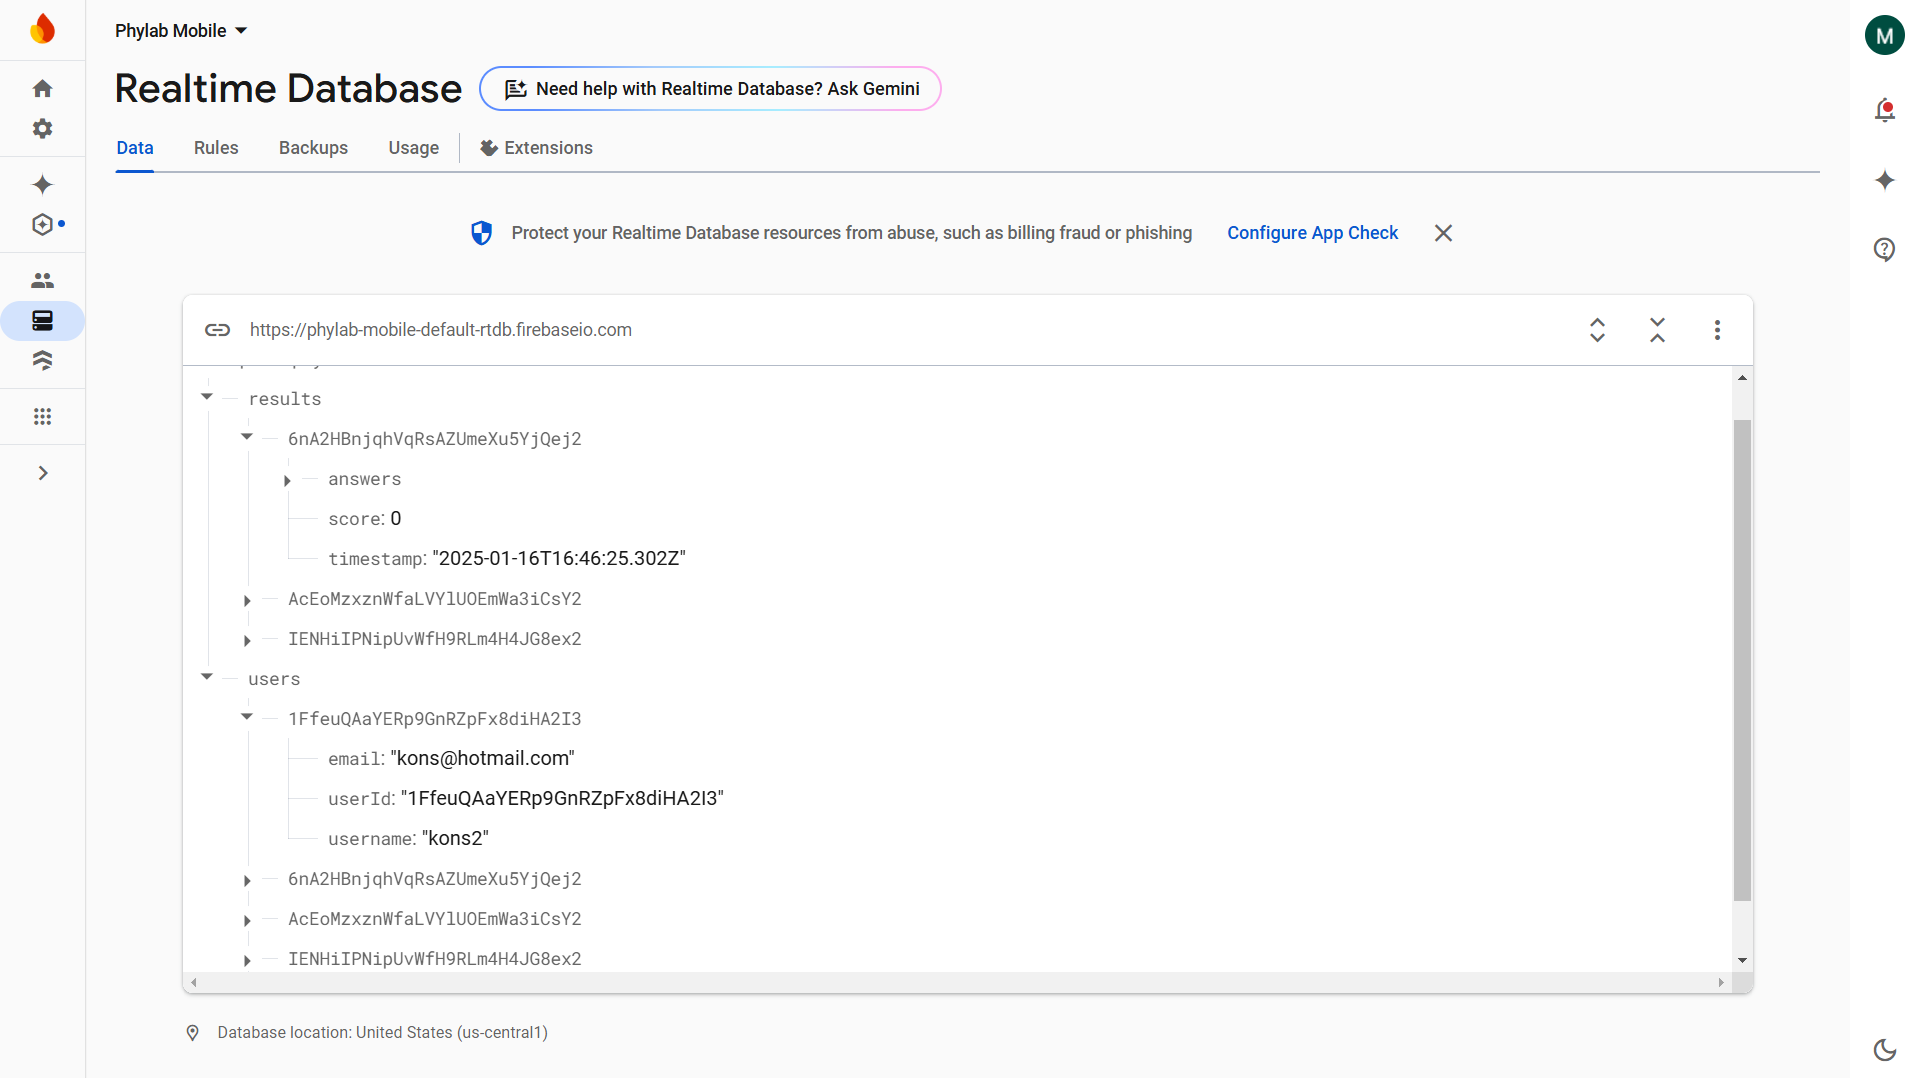 Phylab Mobile
M
Realtime Database
Need help with Realtime Database? Ask Gemini
Data Rules Backups Usage Extensions
Protect your Realtime Database resources from abuse, such as billing fraud or phishing Configure App Check
https://phylab-mobile-default-rtdb.firebaseio.com
results
6nA2HBnjqhVqRsAZUmeXu5YjQej2
answers
score: 0
timestamp: "2025-01-16T16:46:25.302Z"
AcEoMzxznWfaLVYlUOEmWa3iCsY2
IENHiIPNipUvWfH9RLm4H4JG8ex2
users
1FfeuQAaYERp9GnRZpFx8diHA2I3
email: "kons@hotmail.com"
userId: "1FfeuQAaYERp9GnRZpFx8diHA2I3"
username: "kons2"
6nA2HBnjqhVqRsAZUmeXu5YjQej2
AcEoMzxznWfaLVYlUOEmWa3iCsY2
IENHiIPNipUvWfH9RLm4H4JG8ex2
Database location: United States (us-central1)